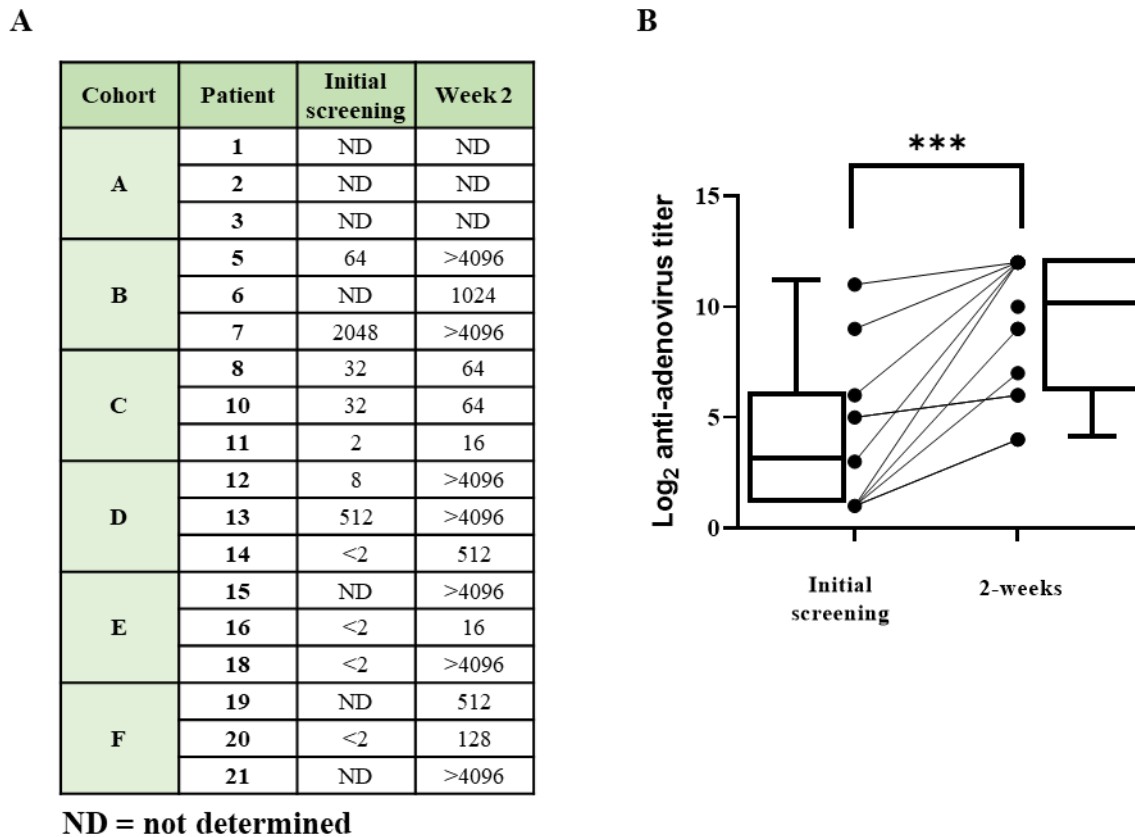 A
B
Cohort Patient Initial screening Week 2
A
1 ND ND
2 ND ND
3 ND ND
B
5 64 >4096
6 ND 1024
7 2048 >4096
C
8 32 64
10 32 64
11 2 16
D
12 8 >4096
13 512 >4096
14 <2 512
E
15 ND >4096
16 <2 16
18 <2 >4096
F
19 ND 512
20 <2 128
21 ND >4096
ND = not determined
***
Log₂ anti-adenovirus titer
15
10
5
0
Initial
screening
2-weeks